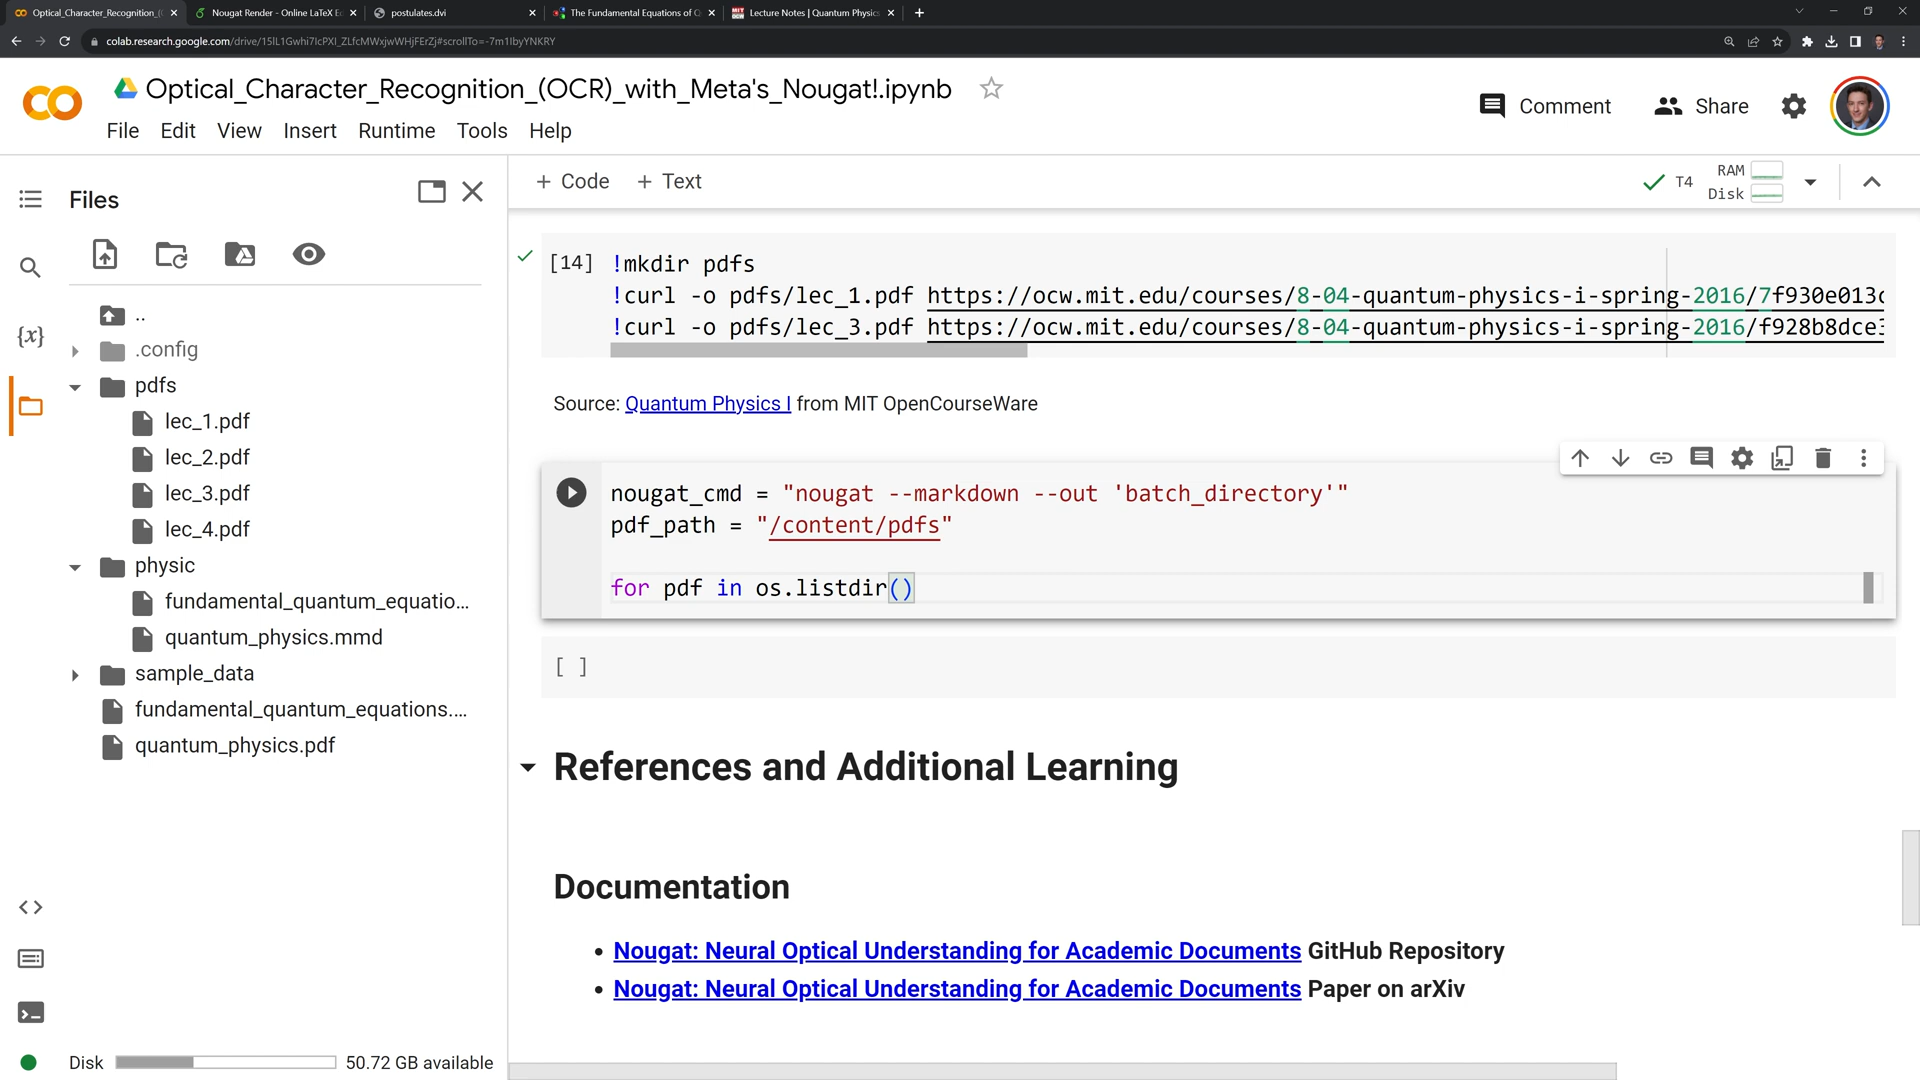 Optical_Character_Recognition_(
Nougat Render - Online LaTeX E
postulates.dvi
The Fundamental Equations of Q
Lecture Notes | Quantum Physics
colab.research.google.com/drive/15lL1Gwhi7IcPXI_ZLfcMWxjwWHjFErZj#scrollTo=-7m1IbyYNKRY
Optical_Character_Recognition_(OCR)_with_Meta's_Nougat!.ipynb
File Edit View Insert Runtime Tools Help
Comment
Share
Files
+ Code + Text
T4
RAM
Disk
..
.config
pdfs
lec_1.pdf
lec_2.pdf
lec_3.pdf
lec_4.pdf
physic
fundamental_quantum_equatio...
quantum_physics.mmd
sample_data
fundamental_quantum_equations....
quantum_physics.pdf
Disk
50.72 GB available
[14] !mkdir pdfs
!curl -o pdfs/lec_1.pdf https://ocw.mit.edu/courses/8-04-quantum-physics-i-spring-2016/7f930e013c
!curl -o pdfs/lec_3.pdf https://ocw.mit.edu/courses/8-04-quantum-physics-i-spring-2016/f928b8dce3
Source: Quantum Physics I from MIT OpenCourseWare
nougat_cmd = "nougat --markdown --out 'batch_directory'"
pdf_path = "/content/pdfs"
for pdf in os.listdir()
[ ]
References and Additional Learning
Documentation
• Nougat: Neural Optical Understanding for Academic Documents GitHub Repository
• Nougat: Neural Optical Understanding for Academic Documents Paper on arXiv